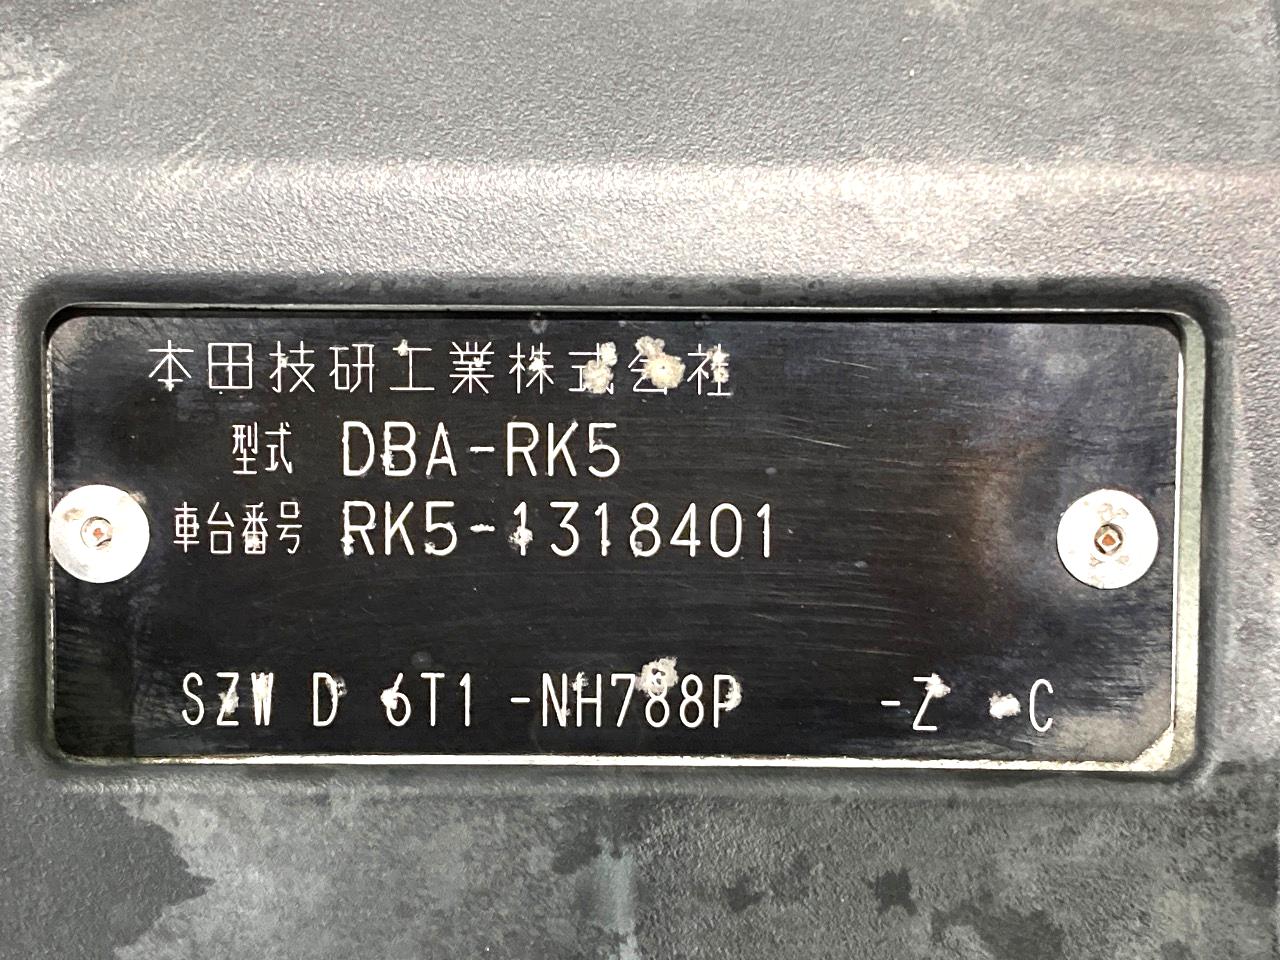 本田技研工業株式会社
型式 DBA-RK5
車台番号 RK5-1318401
SZW D 6T1 -NH788P -Z C